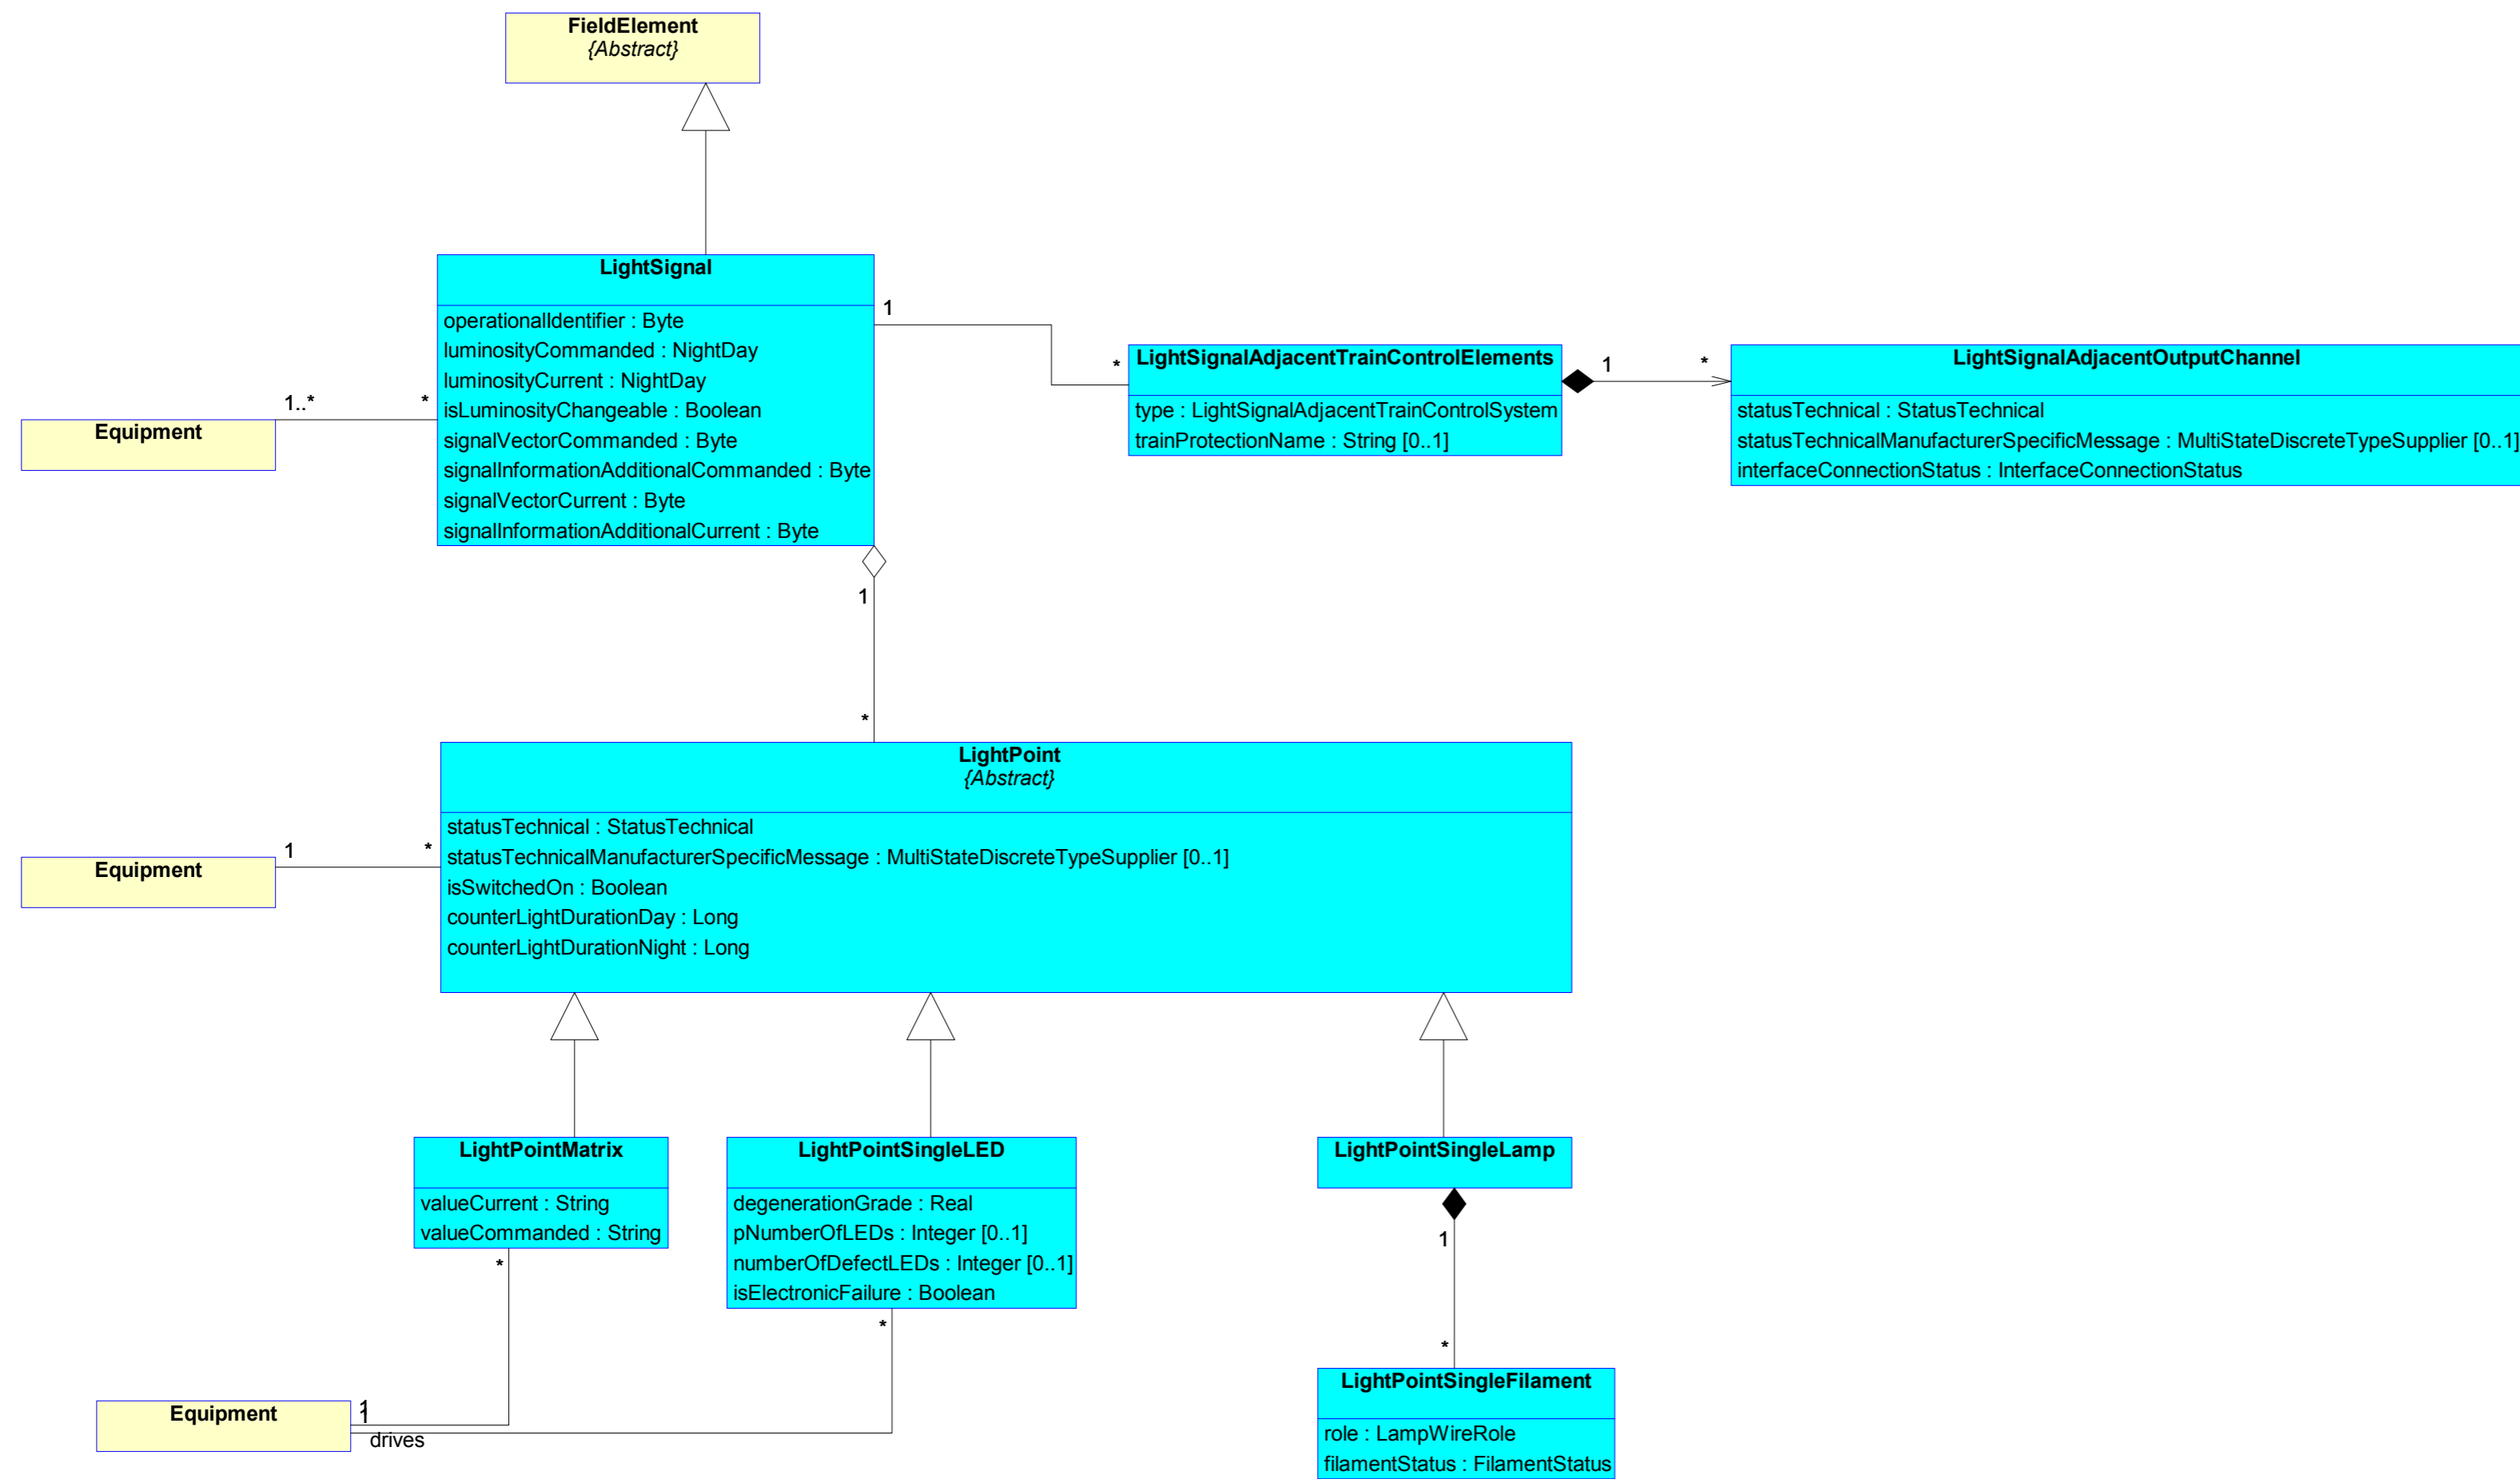 FieldElement
{Abstract}
LightSignal
operationalIdentifier : Byte
luminosityCommanded : NightDay
luminosityCurrent : NightDay
isLuminosityChangeable : Boolean
signalVectorCommanded : Byte
signalInformationAdditionalCommanded : Byte
signalVectorCurrent : Byte
signalInformationAdditionalCurrent : Byte
1
*
LightSignalAdjacentTrainControlElements
type : LightSignalAdjacentTrainControlSystem
trainProtectionName : String [0..1]
1
*
LightSignalAdjacentOutputChannel
statusTechnical : StatusTechnical
statusTechnicalManufacturerSpecificMessage : MultiStateDiscreteTypeSupplier [0..1]
interfaceConnectionStatus : InterfaceConnectionStatus
1..*
*
Equipment
1
*
LightPoint
{Abstract}
statusTechnical : StatusTechnical
statusTechnicalManufacturerSpecificMessage : MultiStateDiscreteTypeSupplier [0..1]
isSwitchedOn : Boolean
counterLightDurationDay : Long
counterLightDurationNight : Long
1
*
Equipment
LightPointMatrix
valueCurrent : String
valueCommanded : String
*
LightPointSingleLED
degenerationGrade : Real
pNumberOfLEDs : Integer [0..1]
numberOfDefectLEDs : Integer [0..1]
isElectronicFailure : Boolean
*
LightPointSingleLamp
1
*
LightPointSingleFilament
role : LampWireRole
filamentStatus : FilamentStatus
Equipment
1
1
drives